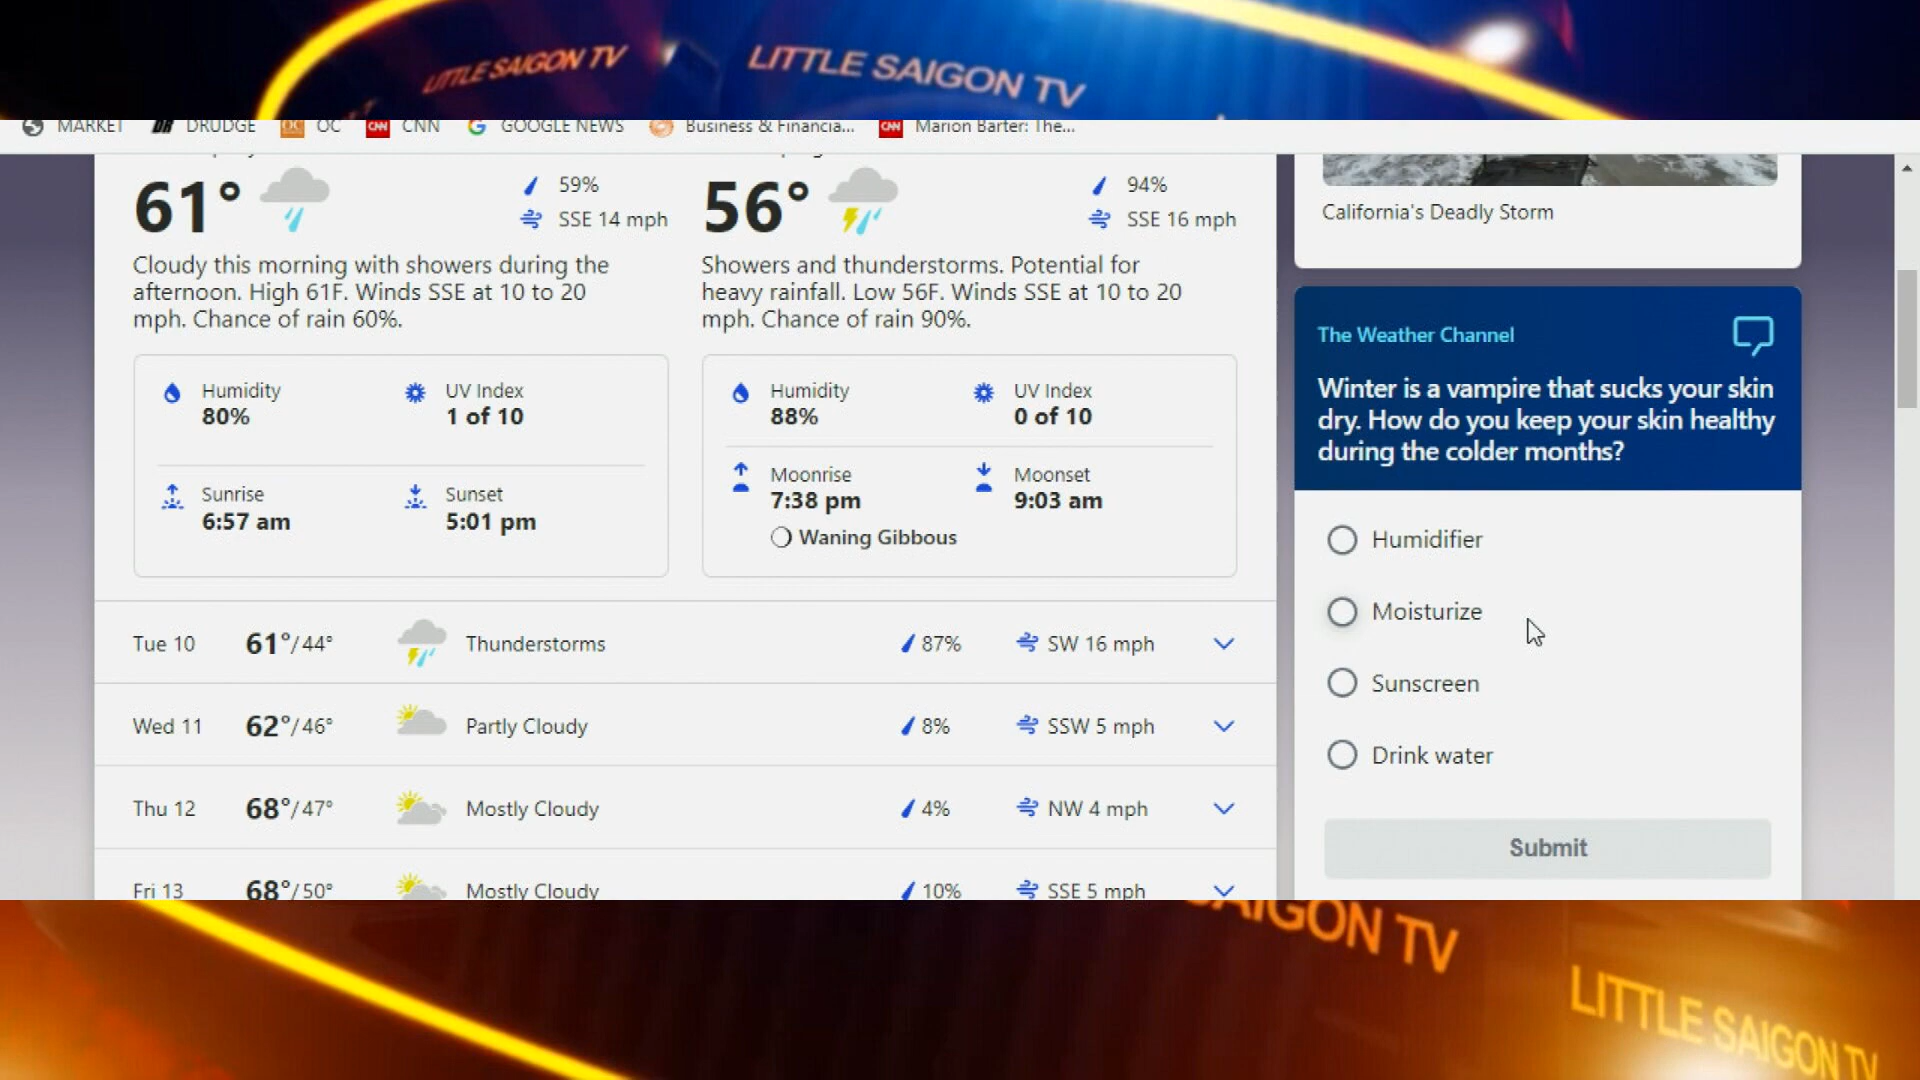 LITTLE SAIGON TV
LITTLE SAIGON TV
MARKET
DRUDGE
OC
OC
CNN
CNN
GOOGLE NEWS
Business & Financia...
CNN
Marion Barter: The...
61°
59%
SSE 14 mph
Cloudy this morning with showers during the
afternoon. High 61F. Winds SSE at 10 to 20
mph. Chance of rain 60%.
Humidity
80%
UV Index
1 of 10
Sunrise
6:57 am
Sunset
5:01 pm
56°
94%
SSE 16 mph
Showers and thunderstorms. Potential for
heavy rainfall. Low 56F. Winds SSE at 10 to 20
mph. Chance of rain 90%.
Humidity
88%
UV Index
0 of 10
Moonrise
7:38 pm
Moonset
9:03 am
Waning Gibbous
Tue 10 61°/44° Thunderstorms 87% SW 16 mph
Wed 11 62°/46° Partly Cloudy 8% SSW 5 mph
Thu 12 68°/47° Mostly Cloudy 4% NW 4 mph
Fri 13 68°/50° Mostly Cloudy 10% SSE 5 mph
California's Deadly Storm
The Weather Channel
Winter is a vampire that sucks your skin
dry. How do you keep your skin healthy
during the colder months?
Humidifier
Moisturize
Sunscreen
Drink water
Submit
SAIGON TV
LITTLE SAIGON TV